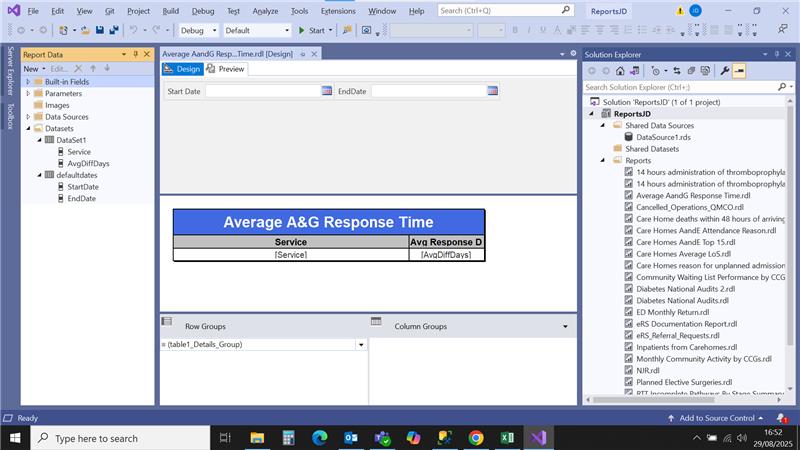 File Edit View Git Project Build Debug Test Analyze Tools Extensions Window Help Search (Ctrl+Q) ReportsJD JD
Debug Default Start
Server Explorer
Toolbox
Report Data
New Edit...
Built-in Fields
Parameters
Images
Data Sources
Datasets
DataSet1
Service
AvgDiffDays
defaultdates
StartDate
EndDate
Average AandG Resp...Time.rdl [Design]
Design Preview
Start Date EndDate
Average A&G Response Time
Service Avg Response D
[Service] [AvgDiffDays]
Row Groups Column Groups
(table1_Details_Group)
Solution Explorer
Search Solution Explorer (Ctrl+;)
Solution 'ReportsJD' (1 of 1 project)
ReportsJD
Shared Data Sources
DataSource1.rds
Shared Datasets
Reports
14 hours administration of thromboprophyla
14 hours administration of thromboprophyla
Average AandG Response Time.rdl
Cancelled_Operations_QMCO.rdl
Care Home deaths within 48 hours of arriving
Care Homes AandE Attendance Reason.rdl
Care Homes AandE Top 15.rdl
Care Homes Average LoS.rdl
Care Homes reason for unplanned admission
Community Waiting List Performance by CCG
Diabetes National Audits 2.rdl
Diabetes National Audits.rdl
ED Monthly Return.rdl
eRS Documentation Report.rdl
eRS_Referral_Requests.rdl
Inpatients from Carehomes.rdl
Monthly Community Activity by CCGs.rdl
NJR.rdl
Planned Elective Surgeries.rdl
RTT Incomplete Pathways By Stage Summary
Ready Add to Source Control 1
Type here to search
16:52
29/08/2025